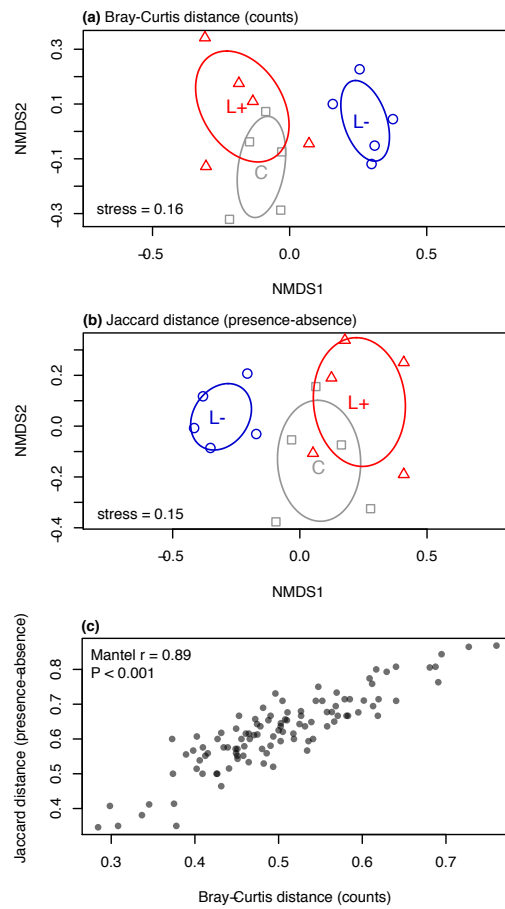 (a) Bray-Curtis distance (counts)
NMDS2
0.3
0.1
-0.1
-0.3
L+
L-
C
stress = 0.16
-0.5 0.0 0.5
NMDS1
(b) Jaccard distance (presence-absence)
NMDS2
0.2
0.0
-0.2
-0.4
L-
L+
C
stress = 0.15
-0.5 0.0 0.5
NMDS1
(c)
Jaccard distance (presence-absence)
0.8
0.7
0.6
0.5
0.4
Mantel r = 0.89
P < 0.001
0.3 0.4 0.5 0.6 0.7
Bray-Curtis distance (counts)